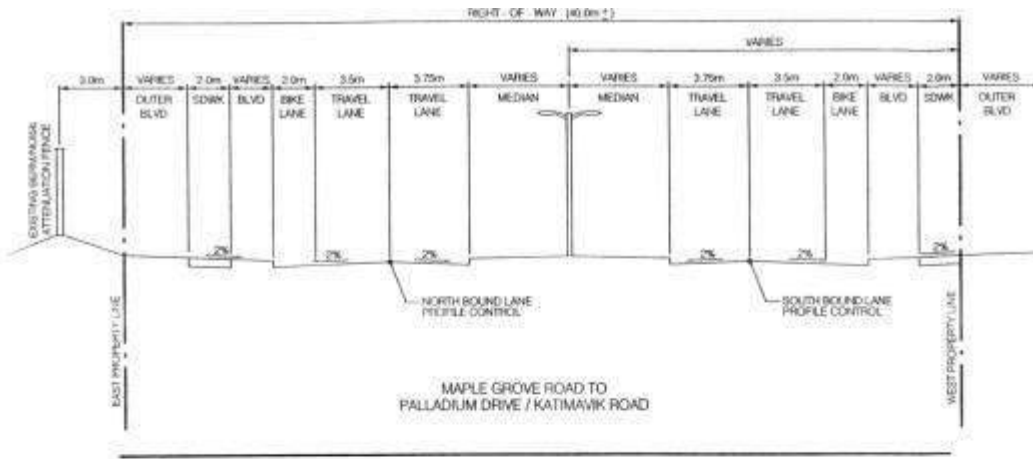 RIGHT - OF - WAY (40.0m ±)
VARIES
3.0m VARIES 2.0m VARIES 2.0m 3.5m 3.75m VARIES VARIES 3.75m 3.5m 2.0m VARIES 2.0m VARIES
OUTER BLVD
SDWK
BLVD
BIKE LANE
TRAVEL LANE
TRAVEL LANE
MEDIAN
MEDIAN
TRAVEL LANE
TRAVEL LANE
BIKE LANE
BLVD
SDWK
OUTER BLVD
EXISTING BERM/NOISE
ATTENUATION FENCE
2% 2% 2% 2% 2% 2%
NORTH BOUND LANE
PROFILE CONTROL
SOUTH BOUND LANE
PROFILE CONTROL
EAST PROPERTY LINE
WEST PROPERTY LINE
MAPLE GROVE ROAD TO
PALLADIUM DRIVE / KATIMAVIK ROAD